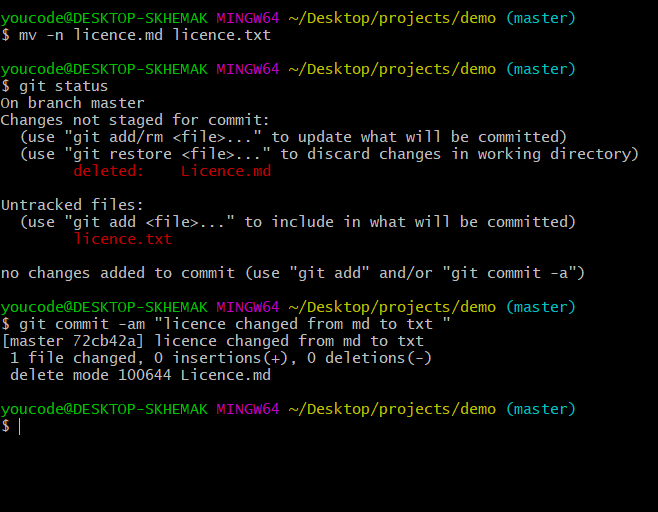 youcode@DESKTOP-SKHEMAK MINGW64 ~/Desktop/projects/demo (master)
$ mv -n licence.md licence.txt
youcode@DESKTOP-SKHEMAK MINGW64 ~/Desktop/projects/demo (master)
$ git status
On branch master
Changes not staged for commit:
  (use "git add/rm <file>..." to update what will be committed)
  (use "git restore <file>..." to discard changes in working directory)
        deleted:    Licence.md
Untracked files:
  (use "git add <file>..." to include in what will be committed)
        licence.txt
no changes added to commit (use "git add" and/or "git commit -a")
youcode@DESKTOP-SKHEMAK MINGW64 ~/Desktop/projects/demo (master)
$ git commit -am "licence changed from md to txt "
[master 72cb42a] licence changed from md to txt
 1 file changed, 0 insertions(+), 0 deletions(-)
 delete mode 100644 Licence.md
youcode@DESKTOP-SKHEMAK MINGW64 ~/Desktop/projects/demo (master)
$